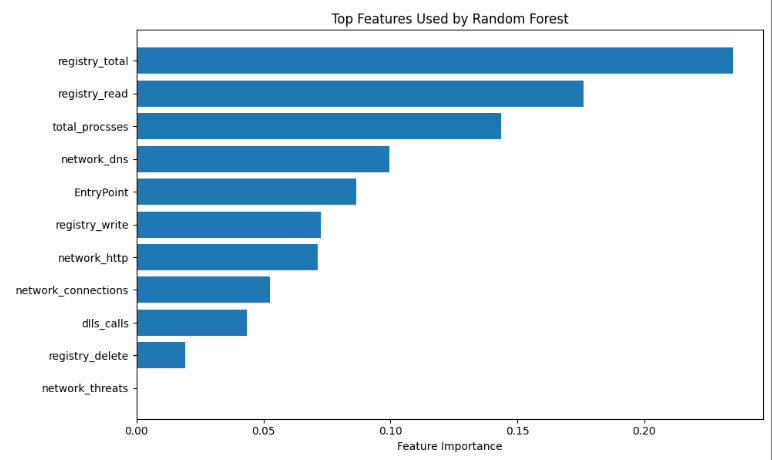 Top Features Used by Random Forest
registry_total
registry_read
total_procsses
network_dns
EntryPoint
registry_write
network_http
network_connections
dlls_calls
registry_delete
network_threats
0.00 0.05 0.10 0.15 0.20
Feature Importance